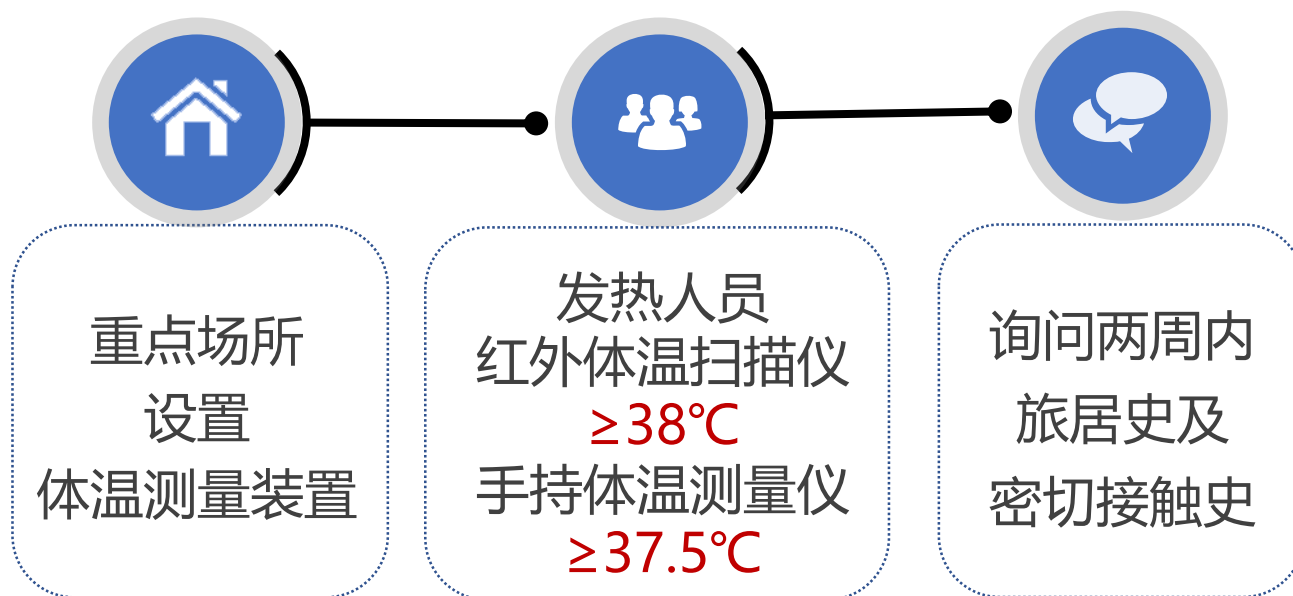 重点场所
设置
体温测量装置
发热人员
红外体温扫描仪
≥38℃
手持体温测量仪
≥37.5℃
询问两周内
旅居史及
密切接触史